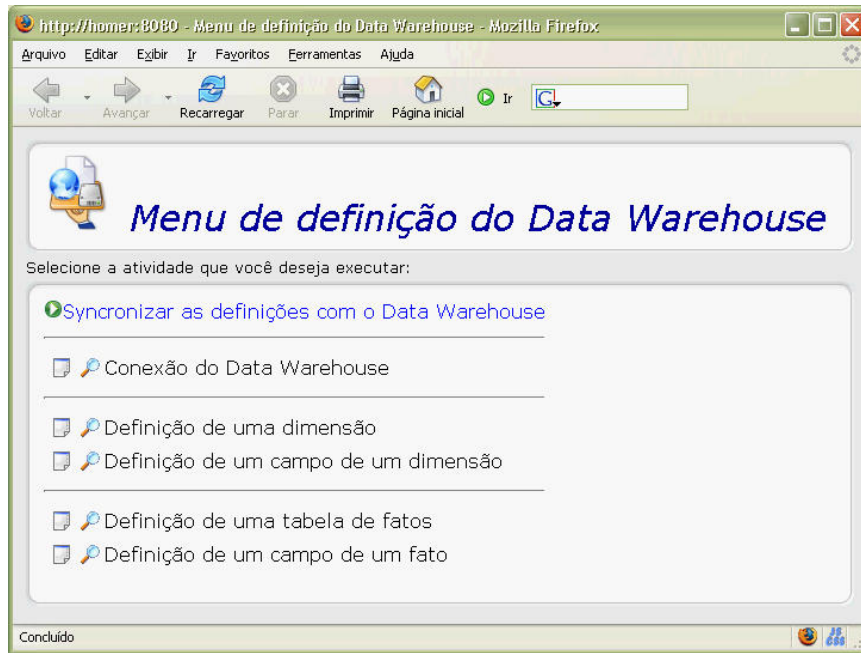 http://homer:8080 - Menu de definição do Data Warehouse - Mozilla Firefox
Arquivo Editar Exibir Ir Favoritos Ferramentas Ajuda
Voltar Avançar Recarregar Parar Imprimir Página inicial Ir G
Menu de definição do Data Warehouse
Selecione a atividade que você deseja executar:
Syncronizar as definições com o Data Warehouse
Conexão do Data Warehouse
Definição de uma dimensão
Definição de um campo de um dimensão
Definição de uma tabela de fatos
Definição de um campo de um fato
Concluído JS CSS